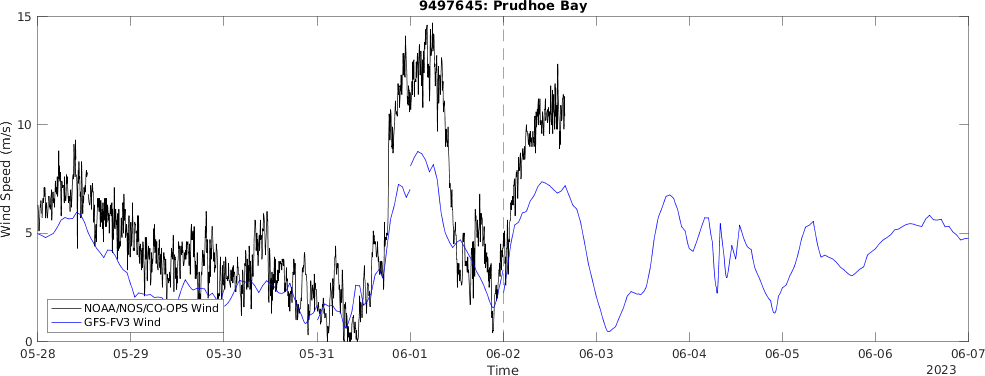 9497645: Prudhoe Bay
15
10
5
0
Wind Speed (m/s)
NOAA/NOS/CO-OPS Wind
GFS-FV3 Wind
05-28 05-29 05-30 05-31 06-01 06-02 06-03 06-04 06-05 06-06 06-07
Time
2023